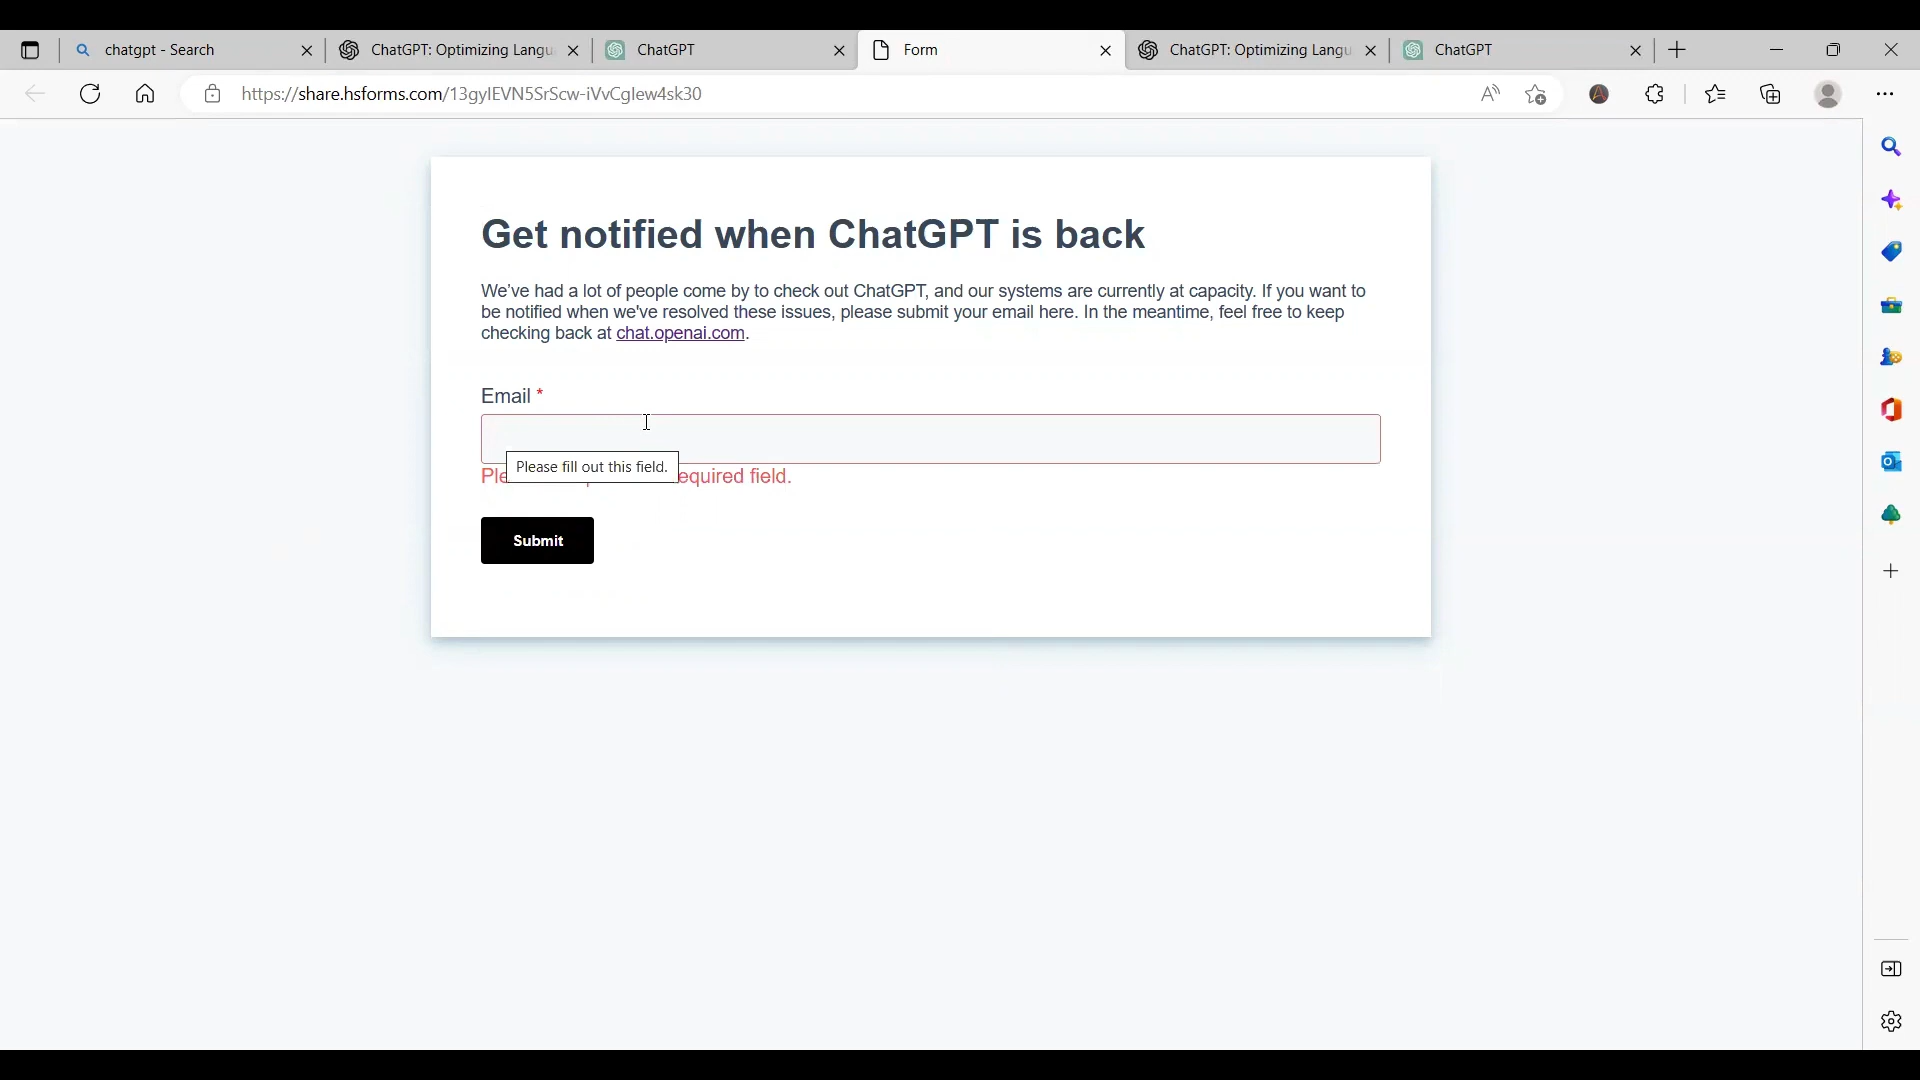 chatgpt - Search
ChatGPT: Optimizing Langu
ChatGPT
Form
ChatGPT: Optimizing Langu
ChatGPT
https://share.hsforms.com/13gylEVN5SrScw-iVvCglew4sk30
Get notified when ChatGPT is back
We've had a lot of people come by to check out ChatGPT, and our systems are currently at capacity. If you want to
be notified when we've resolved these issues, please submit your email here. In the meantime, feel free to keep
checking back at chat.openai.com.
Email *
Please fill out this field.
equired field.
Submit